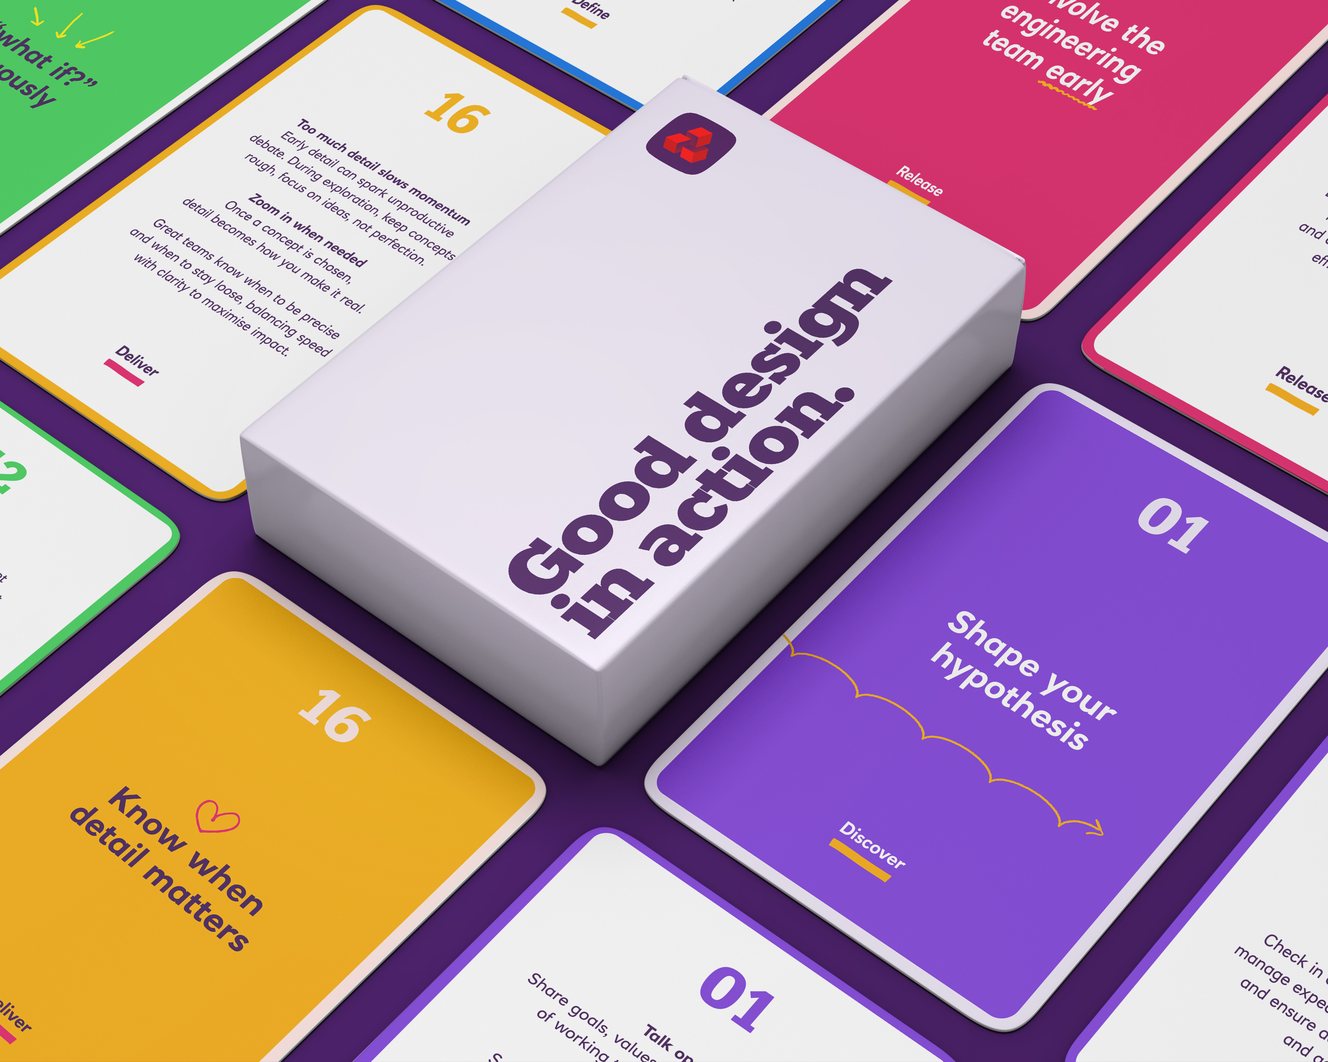 "what if?"
Define
volve the
engineering
team early
Release
16
Too much detail slows momentum
Early detail can spark unproductive
debate. During exploration, keep concepts
rough, focus on ideas, not perfection.
Zoom in when needed
Once a concept is chosen,
detail becomes how you make it real.
Great teams know when to be precise
and when to stay loose, balancing speed
with clarity to maximise impact.
Deliver
Good design
in action.
and
Release
01
Shape your
hypothesis
Discover
16
Know when
detail matters
01
Talk op
Share goals, values
of working
Check in
manage expec
and ensure
and